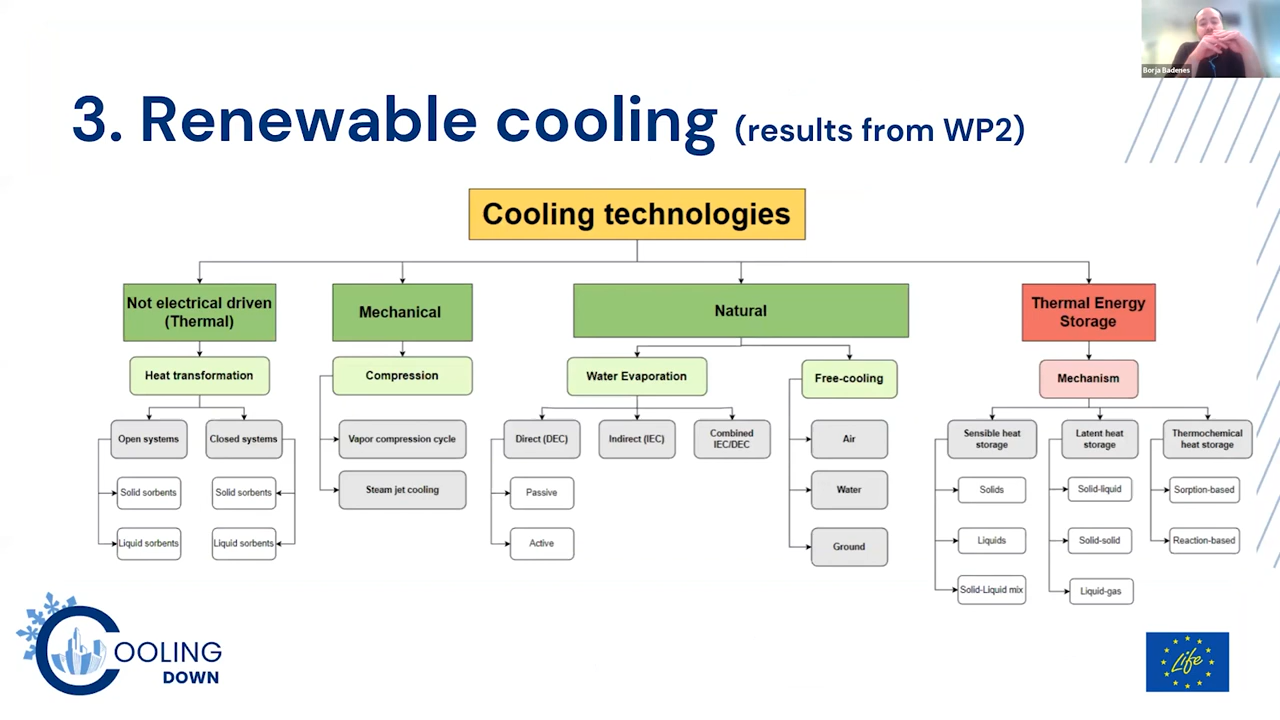 Borja Badenes
3. Renewable cooling (results from WP2)
Cooling technologies
Not electrical driven
(Thermal)
Mechanical
Natural
Thermal Energy
Storage
Heat transformation
Compression
Water Evaporation
Free-cooling
Mechanism
Open systems
Closed systems
Vapor compression cycle
Direct (DEC)
Indirect (IEC)
Combined
IEC/DEC
Air
Sensible heat
storage
Latent heat
storage
Thermochemical
heat storage
Solid sorbents
Solid sorbents
Steam jet cooling
Passive
Water
Solids
Solid-liquid
Sorption-based
Liquid sorbents
Liquid sorbents
Active
Ground
Liquids
Solid-solid
Reaction-based
Solid-Liquid mix
Liquid-gas
COOLING
DOWN
Life